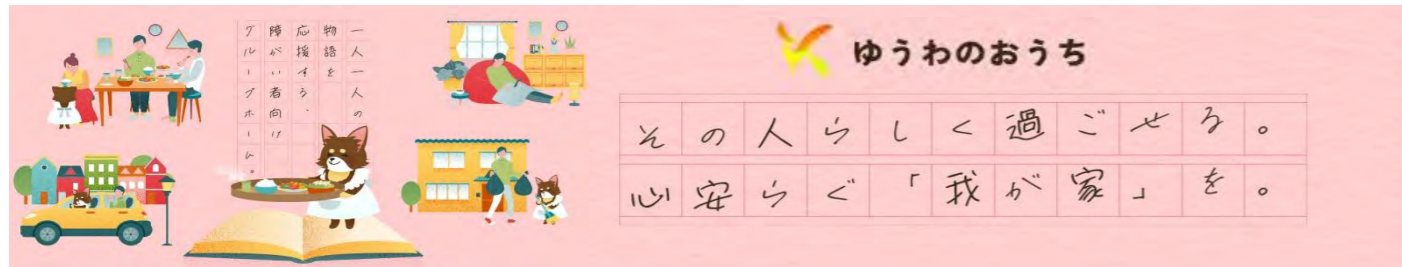 一人一人の
物語を
応援する、
障がい者向け
グループホーム。
ゆうわのおうち
その人らしく過ごせる。
心安らぐ「我が家」を。